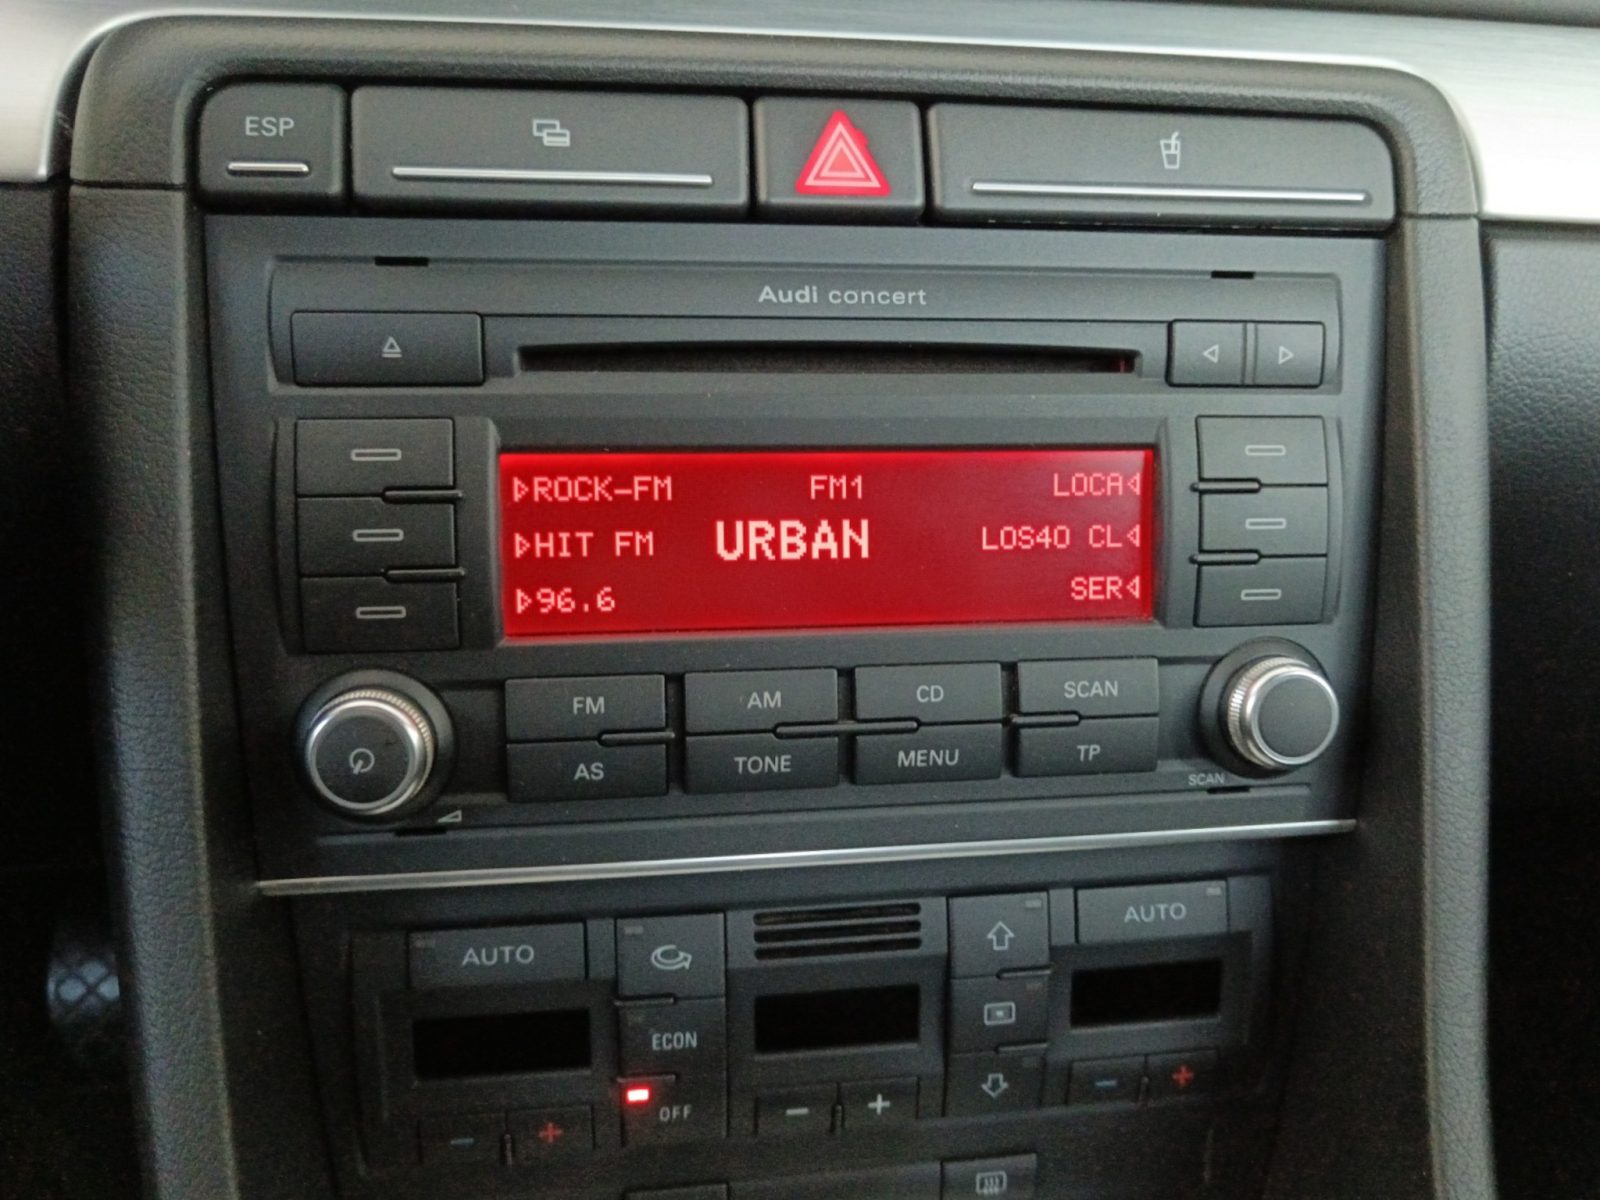 ESP
Audi concert
ROCK-FM FM1 LOCA
HIT FM URBAN LOS40 CL
96.6 SER
FM AM CD SCAN
AS TONE MENU TP
SCAN
AUTO AUTO
ECON
OFF